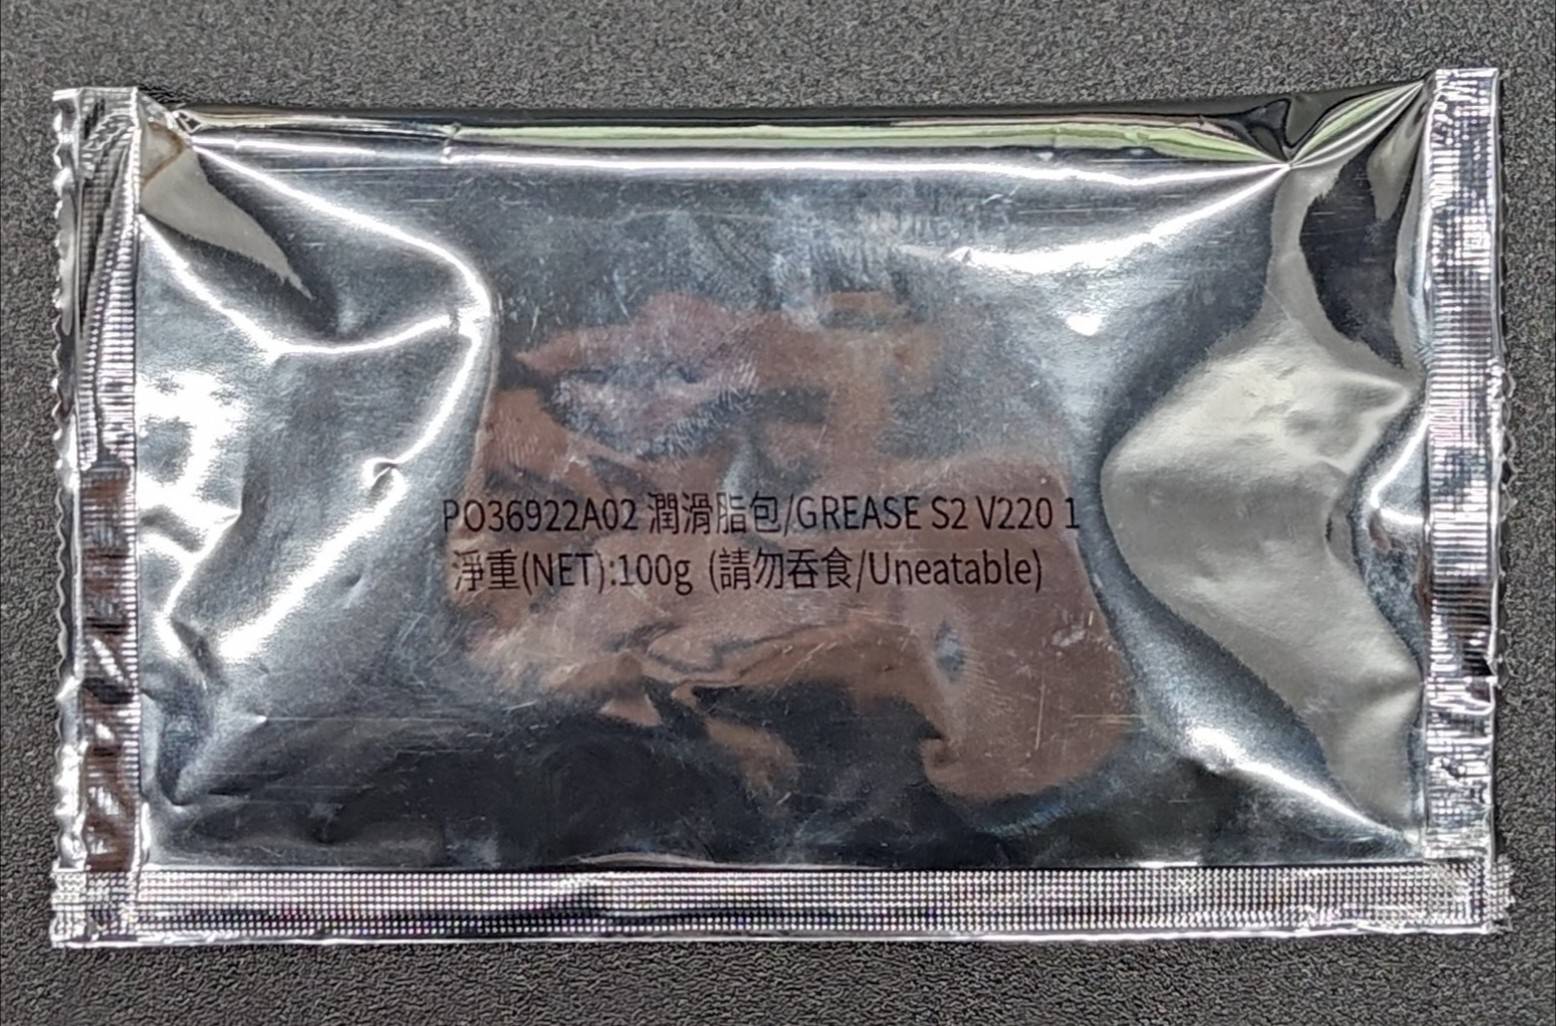 PO36922A02 潤滑脂包/GREASE S2 V220 1
淨重(NET):100g (請勿吞食/Uneatable)